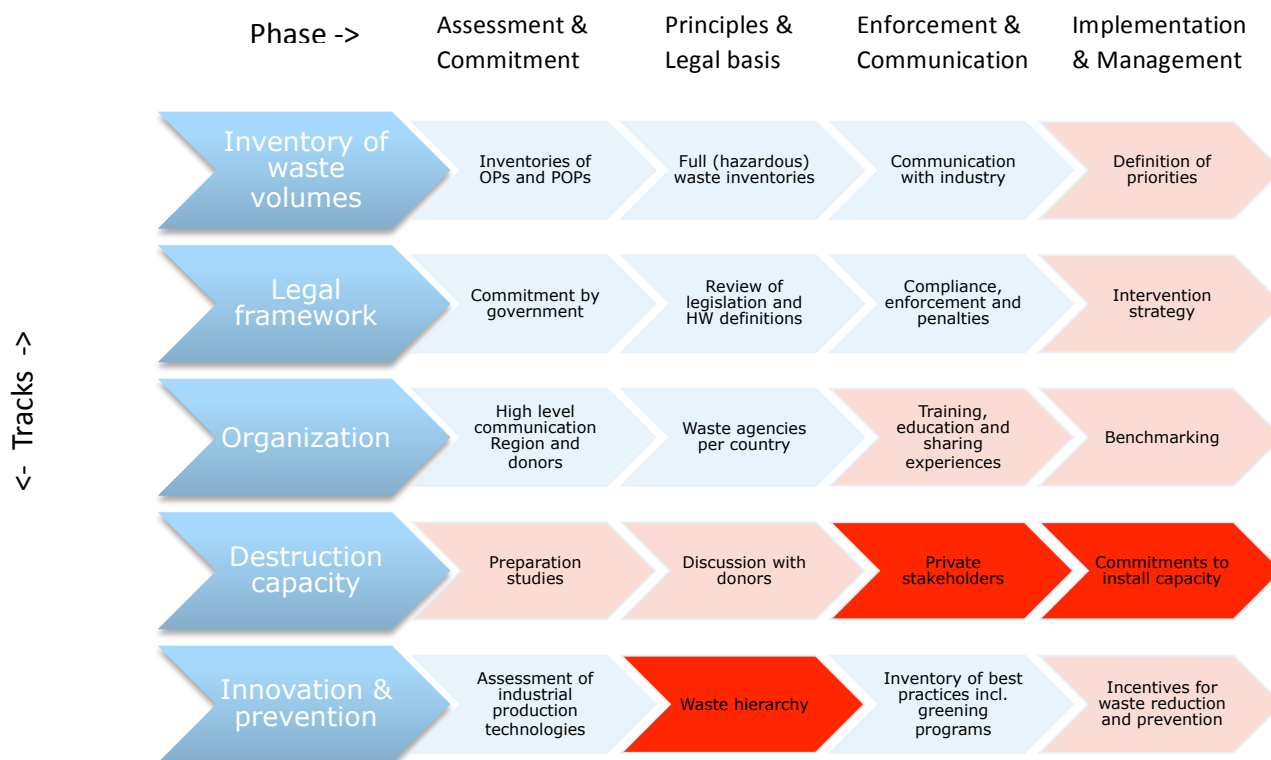 Phase ->
Assessment &
Commitment
Principles &
Legal basis
Enforcement &
Communication
Implementation
& Management
<- Tracks ->
Inventory of
waste
volumes
Inventories of
OPs and POPs
Full (hazardous)
waste inventories
Communication
with industry
Definition of
priorities
Legal
framework
Commitment by
government
Review of
legislation and
HW definitions
Compliance,
enforcement and
penalties
Intervention
strategy
Organization
High level
communication
Region and
donors
Waste agencies
per country
Training,
education and
sharing
experiences
Benchmarking
Destruction
capacity
Preparation
studies
Discussion with
donors
Private
stakeholders
Commitments to
install capacity
Innovation &
prevention
Assessment of
industrial
production
technologies
Waste hierarchy
Inventory of best
practices incl.
greening
programs
Incentives for
waste reduction
and prevention